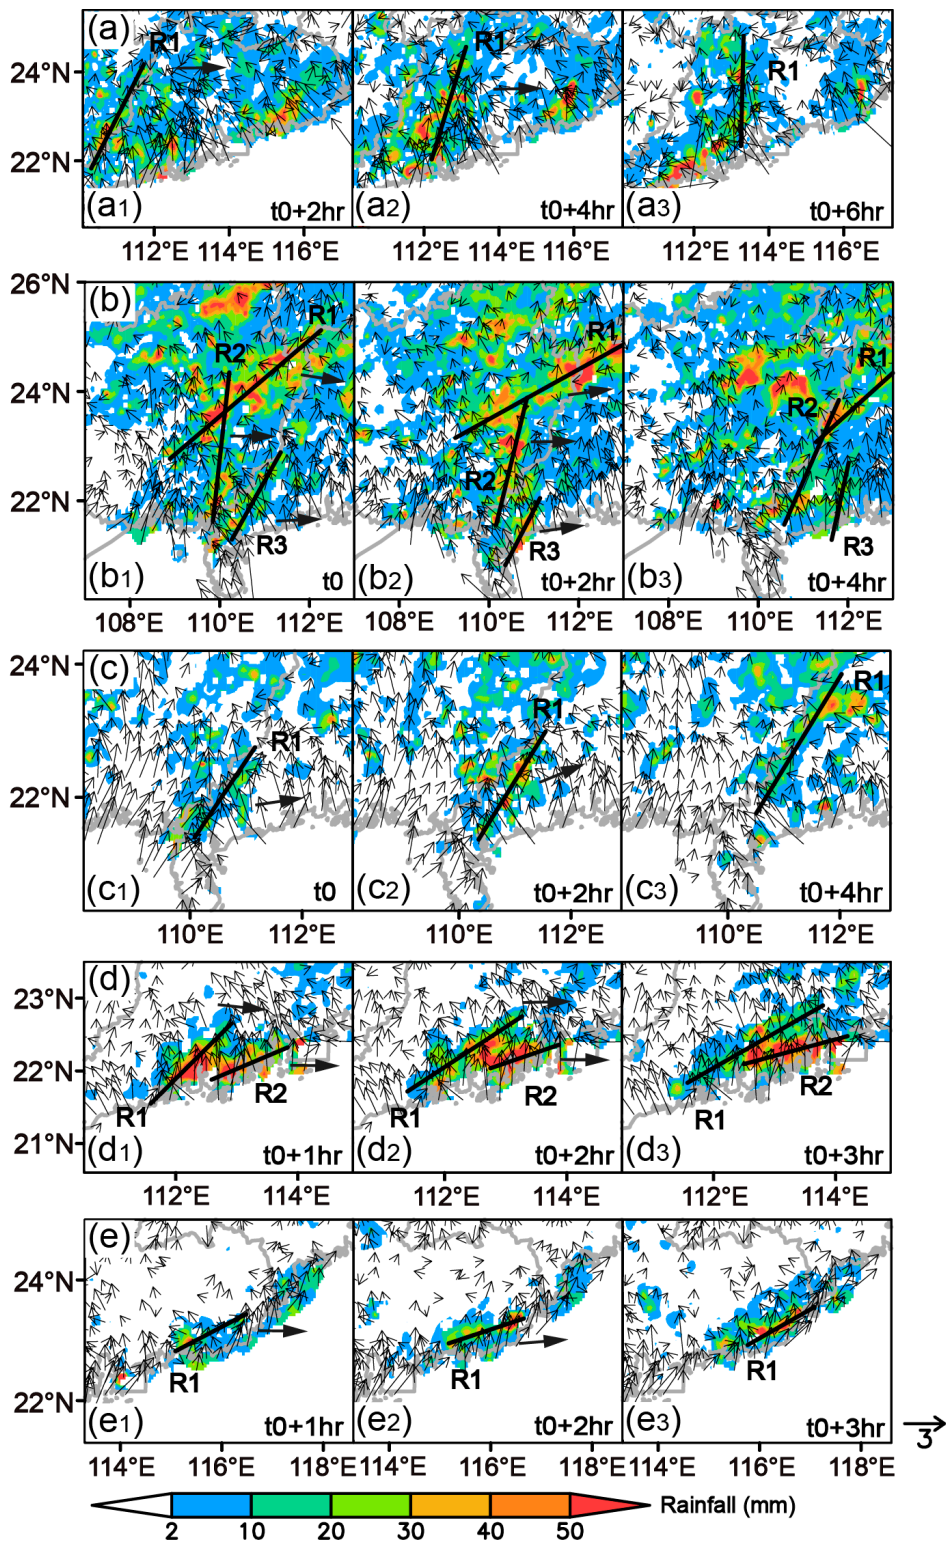 (a)
R1
R1
R1
24°N
22°N
(a1)
t0+2hr
(a2)
t0+4hr
(a3)
t0+6hr
112°E 114°E 116°E
112°E 114°E 116°E
112°E 114°E 116°E
26°N
(b)
R1
R2
R1
R1
24°N
R2
R2
22°N
R3
R3
R3
(b1)
t0
(b2)
t0+2hr
(b3)
t0+4hr
108°E 110°E 112°E
108°E 110°E 112°E
108°E 110°E 112°E
24°N
(c)
R1
R1
R1
22°N
(c1)
t0
(c2)
t0+2hr
(c3)
t0+4hr
110°E 112°E
110°E 112°E
110°E 112°E
(d)
23°N
22°N
R2
R2
R2
R1
R1
R1
21°N
(d1)
t0+1hr
(d2)
t0+2hr
(d3)
t0+3hr
112°E 114°E
112°E 114°E
112°E 114°E
(e)
24°N
R1
R1
R1
22°N
(e1)
t0+1hr
(e2)
t0+2hr
(e3)
t0+3hr
3
114°E 116°E 118°E
114°E 116°E 118°E
114°E 116°E 118°E
Rainfall (mm)
2 10 20 30 40 50